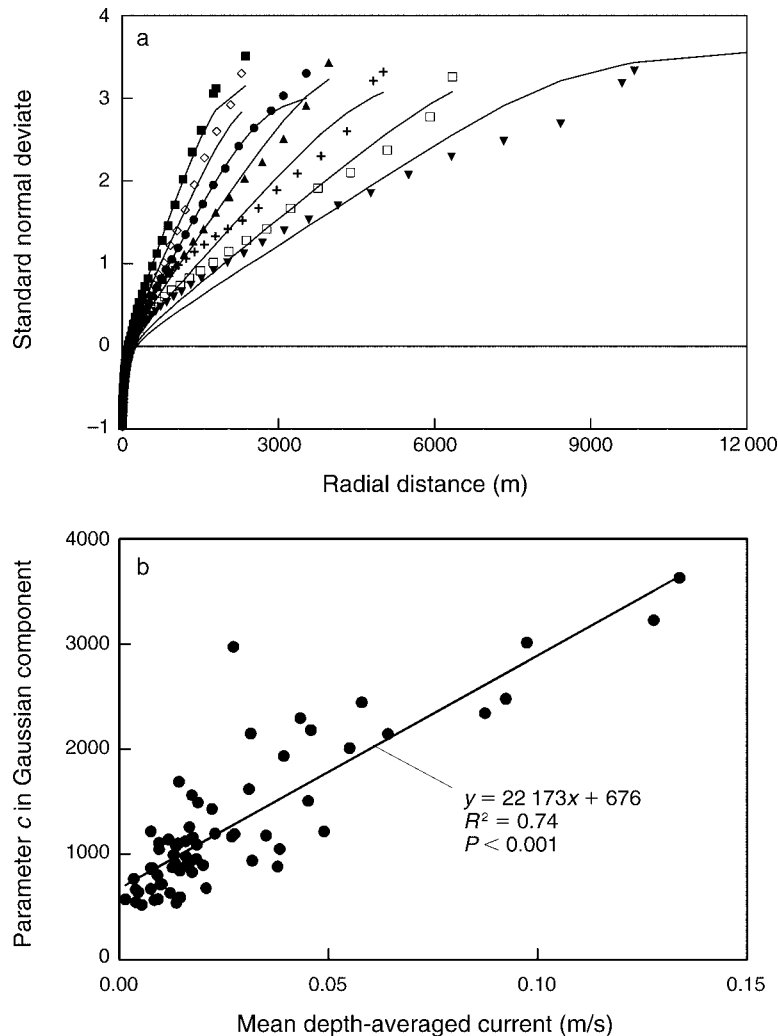 a
4
3
2
1
0
−1
Standard normal deviate
0 3000 6000 9000 12 000
Radial distance (m)
b
4000
3000
2000
1000
0
Parameter c in Gaussian component
y = 22 173x + 676
R² = 0.74
P < 0.001
0.00 0.05 0.10 0.15
Mean depth-averaged current (m/s)